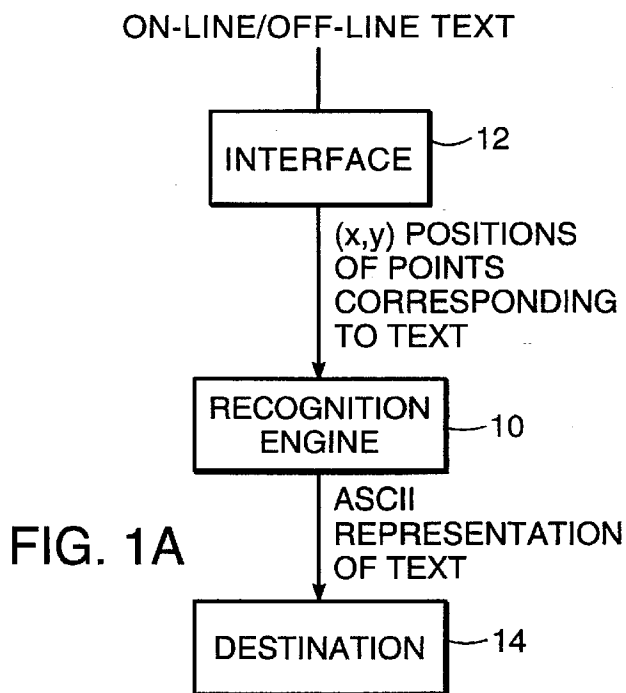 ON-LINE/OFF-LINE TEXT
INTERFACE
12
(x,y) POSITIONS
OF POINTS
CORRESPONDING
TO TEXT
RECOGNITION
ENGINE
10
ASCII
REPRESENTATION
OF TEXT
FIG. 1A
DESTINATION
14